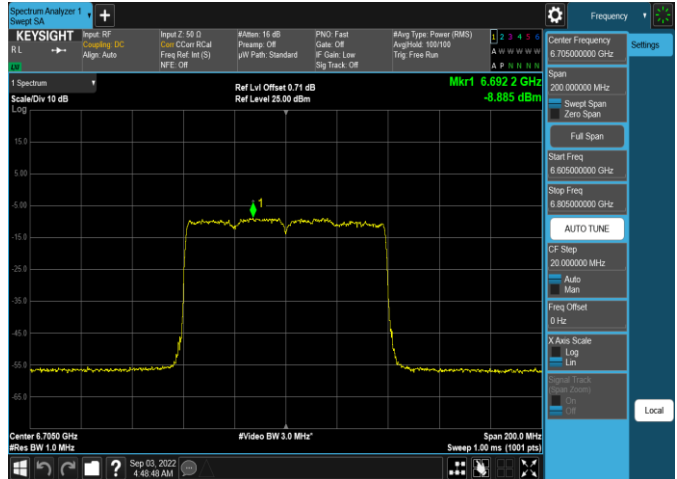 Spectrum Analyzer 1
Swept SA
+
Frequency
KEYSIGHT
RL
AM
Input: RF
Coupling: DC
Align: Auto
Input Z: 50 Ω
Corr CCorr RCal
Freq Ref: Int (S)
NFE: Off
#Atten: 16 dB
Preamp: Off
µW Path: Standard
PNO: Fast
Gate: Off
IF Gain: Low
Sig Track: Off
#Avg Type: Power (RMS)
Avg|Hold: 100/100
Trig: Free Run
1 2 3 4 5 6
A W W W W W
A P N N N N
1 Spectrum
Scale/Div 10 dB
Log
Ref Lvl Offset 0.71 dB
Ref Level 25.00 dBm
Mkr1 6.692 2 GHz
-8.885 dBm
15.0
5.00
-5.00
-15.0
-25.0
-35.0
-45.0
-55.0
-65.0
1
Center 6.7050 GHz
#Res BW 1.0 MHz
#Video BW 3.0 MHz*
Span 200.0 MHz
Sweep 1.00 ms (1001 pts)
Sep 03, 2022
4:48:48 AM
?
Center Frequency
6.705000000 GHz
Settings
Span
200.000000 MHz
Swept Span
Zero Span
Full Span
Start Freq
6.605000000 GHz
Stop Freq
6.805000000 GHz
AUTO TUNE
CF Step
20.000000 MHz
Auto
Man
Freq Offset
0 Hz
X Axis Scale
Log
Lin
Signal Track
(Span Zoom)
On
Off
Local